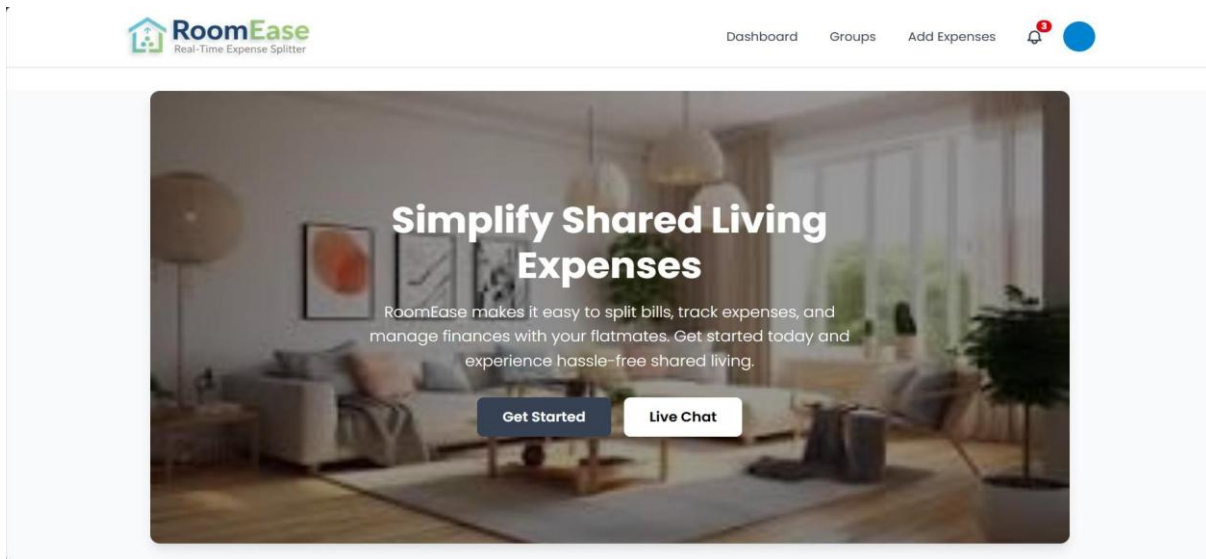 RoomEase
Real-Time Expense Splitter
Dashboard Groups Add Expenses 3
Simplify Shared Living
Expenses
RoomEase makes it easy to split bills, track expenses, and
manage finances with your flatmates. Get started today and
experience hassle-free shared living.
Get Started Live Chat